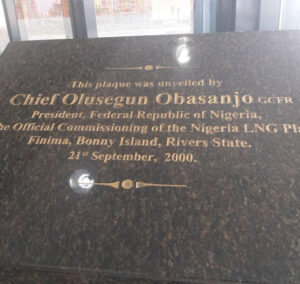 This plaque was unveiled by
Chief Olusegun Obasanjo GCFR
President, Federal Republic of Nigeria,
the Official Commissioning of the Nigeria LNG
Finima, Bonny Island, Rivers State.
21st September, 2000.